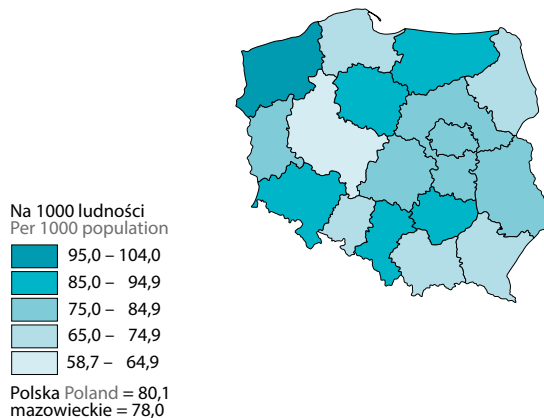 Na 1000 ludności
Per 1000 population
95,0 – 104,0
85,0 – 94,9
75,0 – 84,9
65,0 – 74,9
58,7 – 64,9
Polska Poland = 80,1
mazowieckie = 78,0